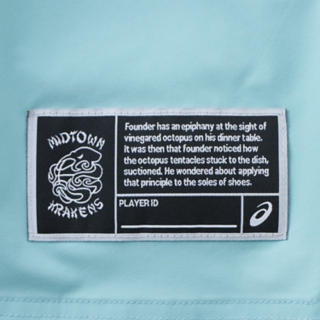 MIDTOWN
KRAKENS
Founder has an epiphany at the sight of
vinegared octopus on his dinner table.
It was then that founder noticed how
the octopus tentacles stuck to the dish,
suctioned. He wondered about applying
that principle to the soles of shoes.
PLAYER ID